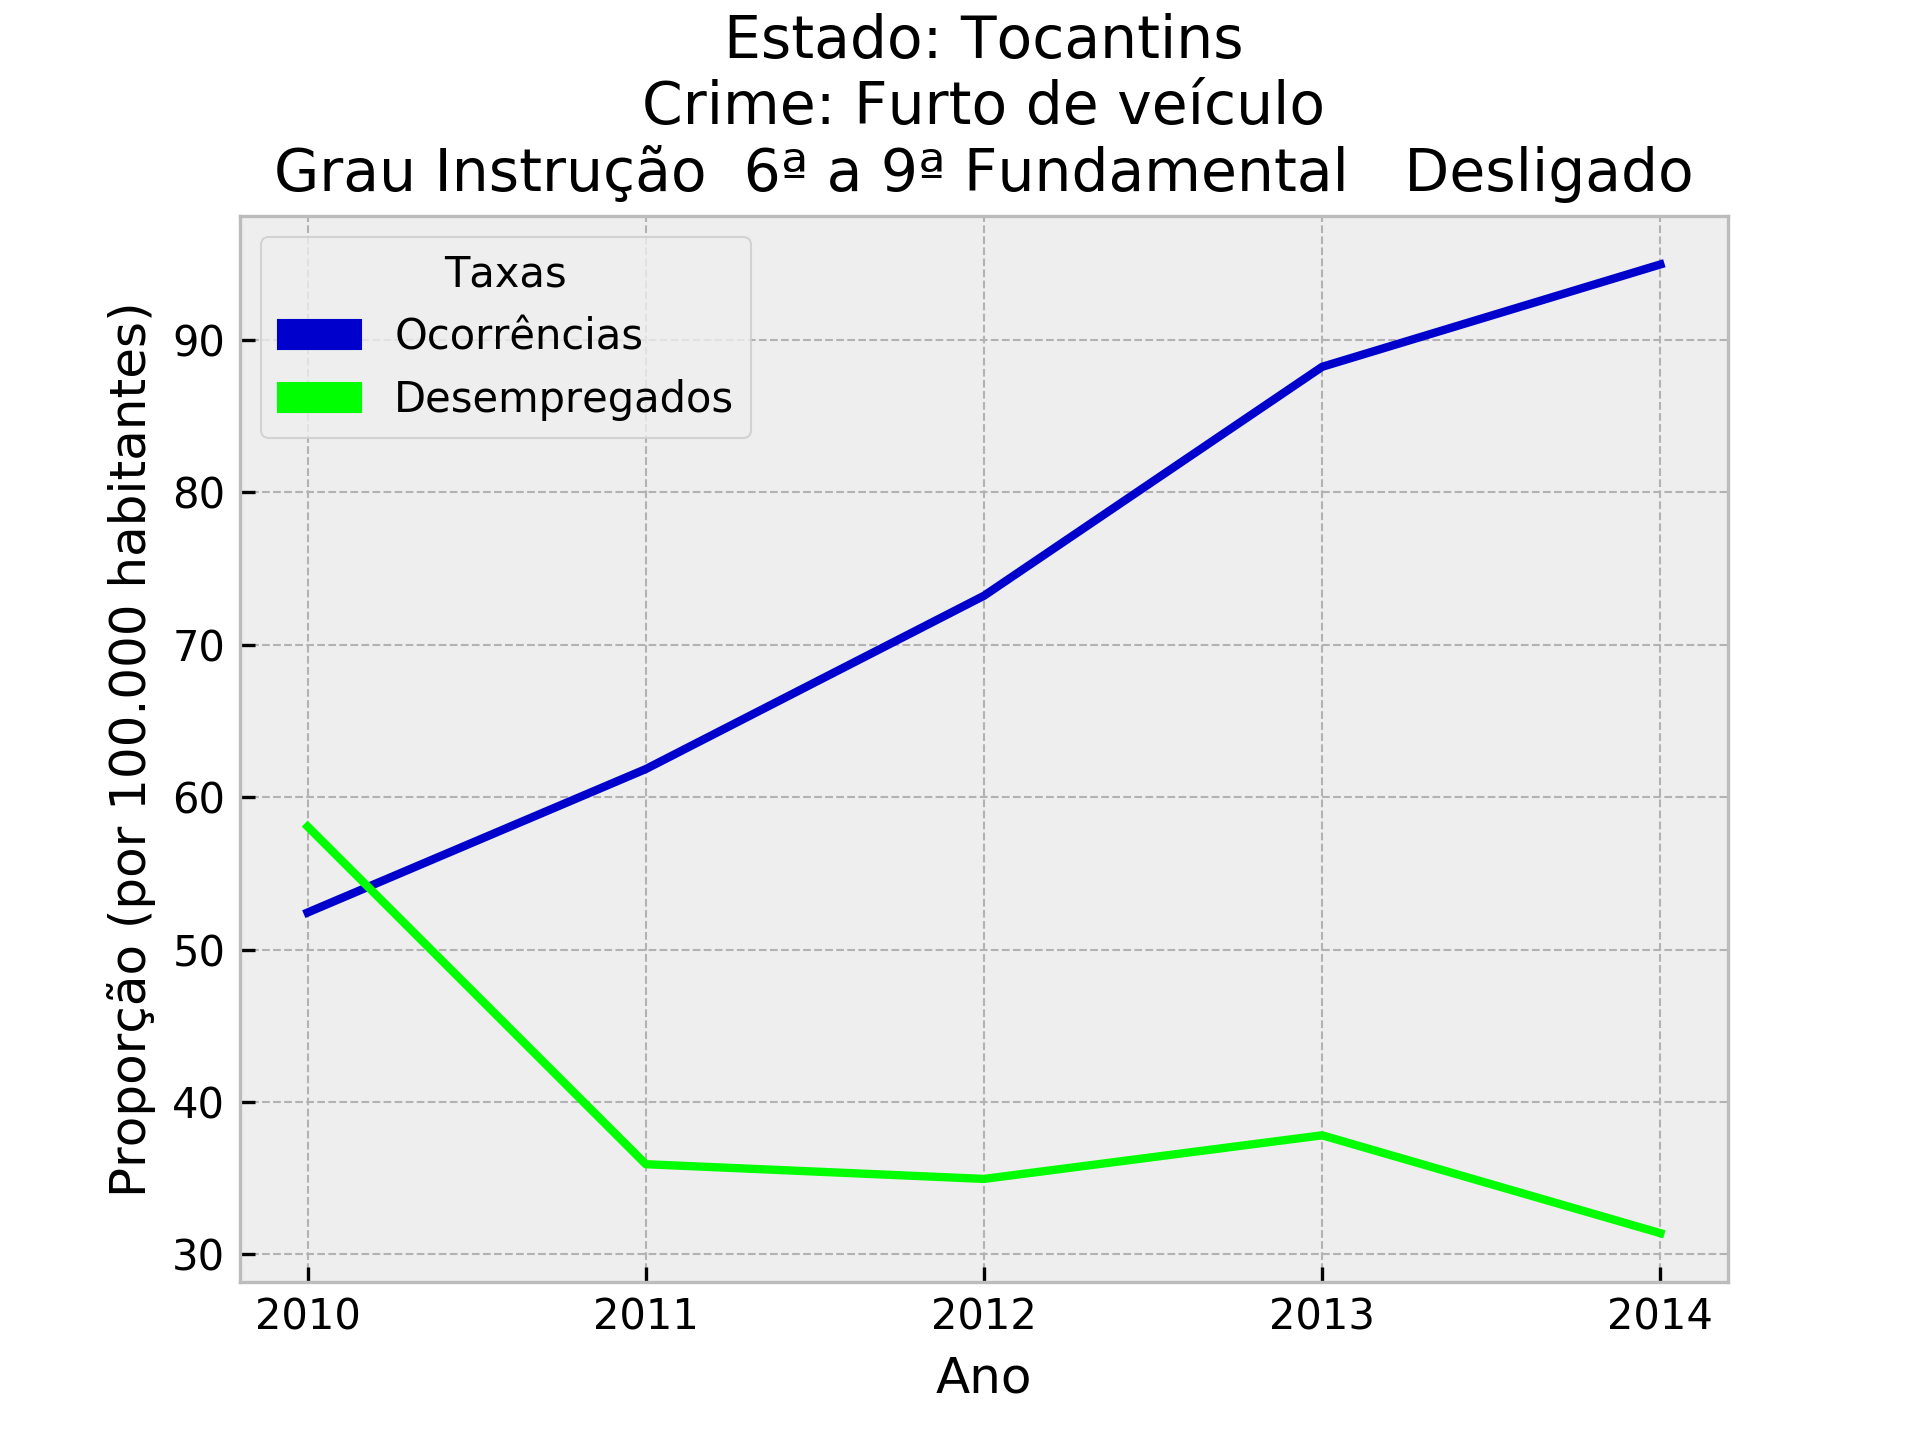 Estado: Tocantins
Crime: Furto de veículo
Grau Instrução  6ª a 9ª Fundamental   Desligado
Taxas
Ocorrências
Desempregados
Proporção (por 100.000 habitantes)
90
80
70
60
50
40
30
2010 2011 2012 2013 2014
Ano